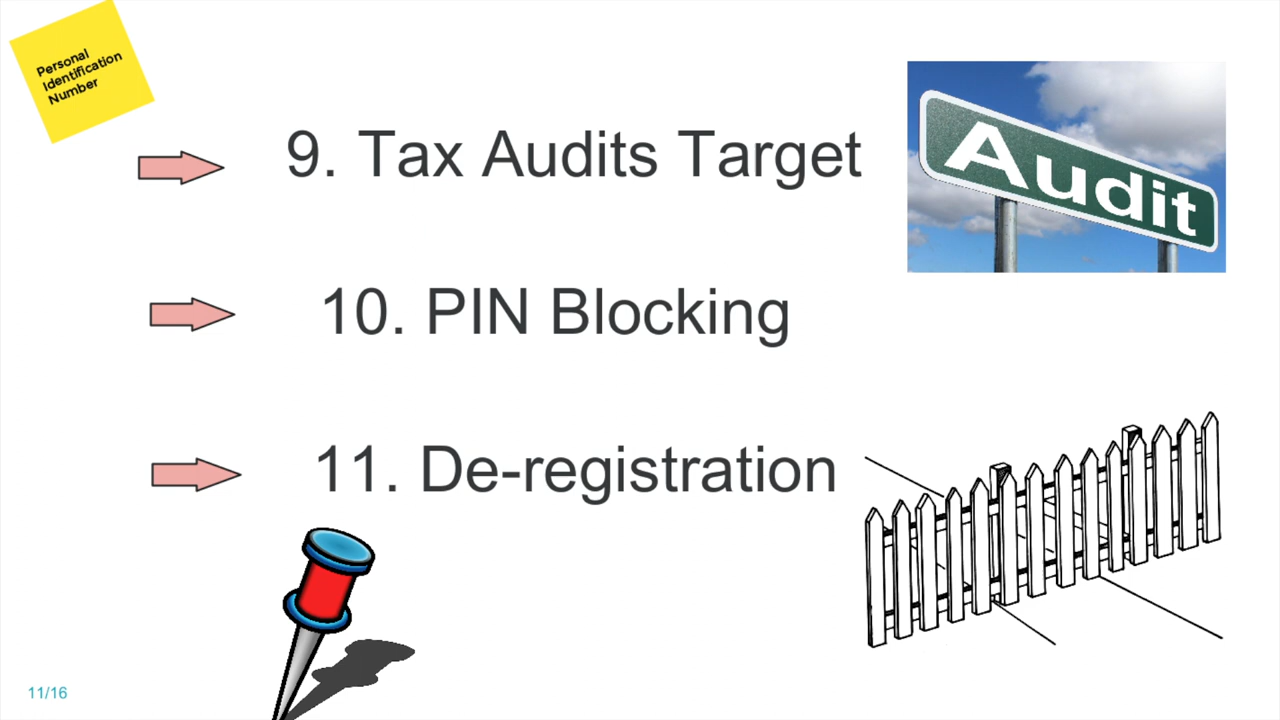 Personal
Identification
Number
9. Tax Audits Target
Audit
10. PIN Blocking
11. De-registration
11/16